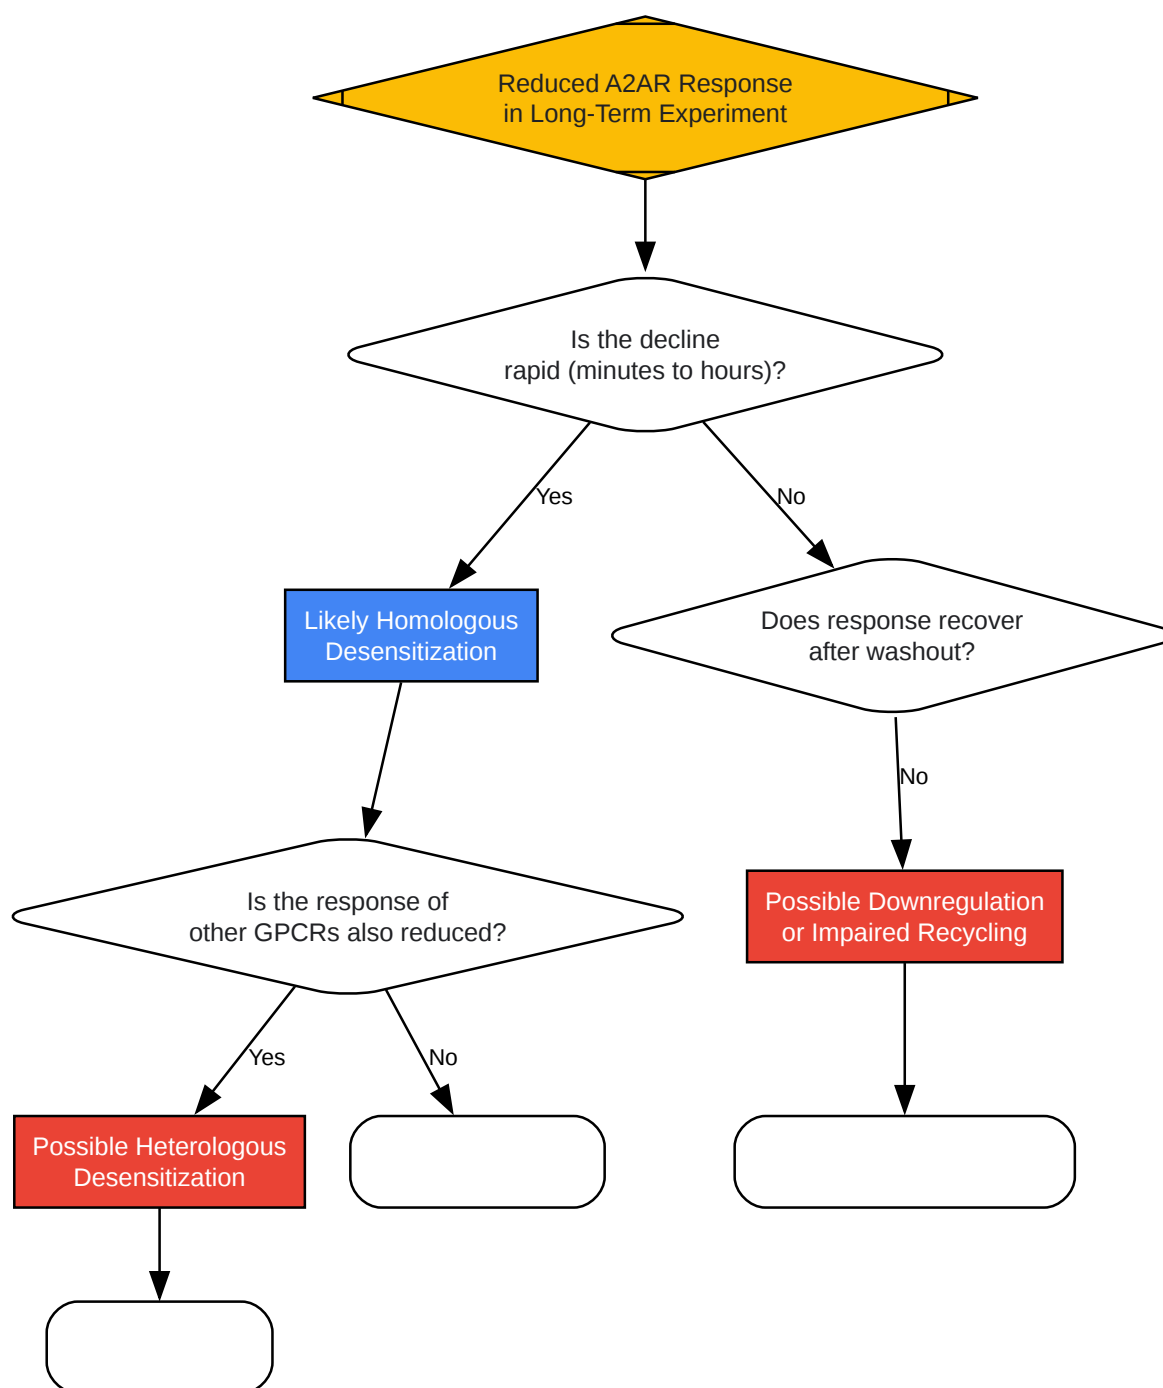 Reduced A2AR Response
in Long-Term Experiment
Is the decline
rapid (minutes to hours)?
Yes
No
Likely Homologous
Desensitization
Does response recover
after washout?
No
Is the response of
other GPCRs also reduced?
Possible Downregulation
or Impaired Recycling
Yes
No
Possible Heterologous
Desensitization